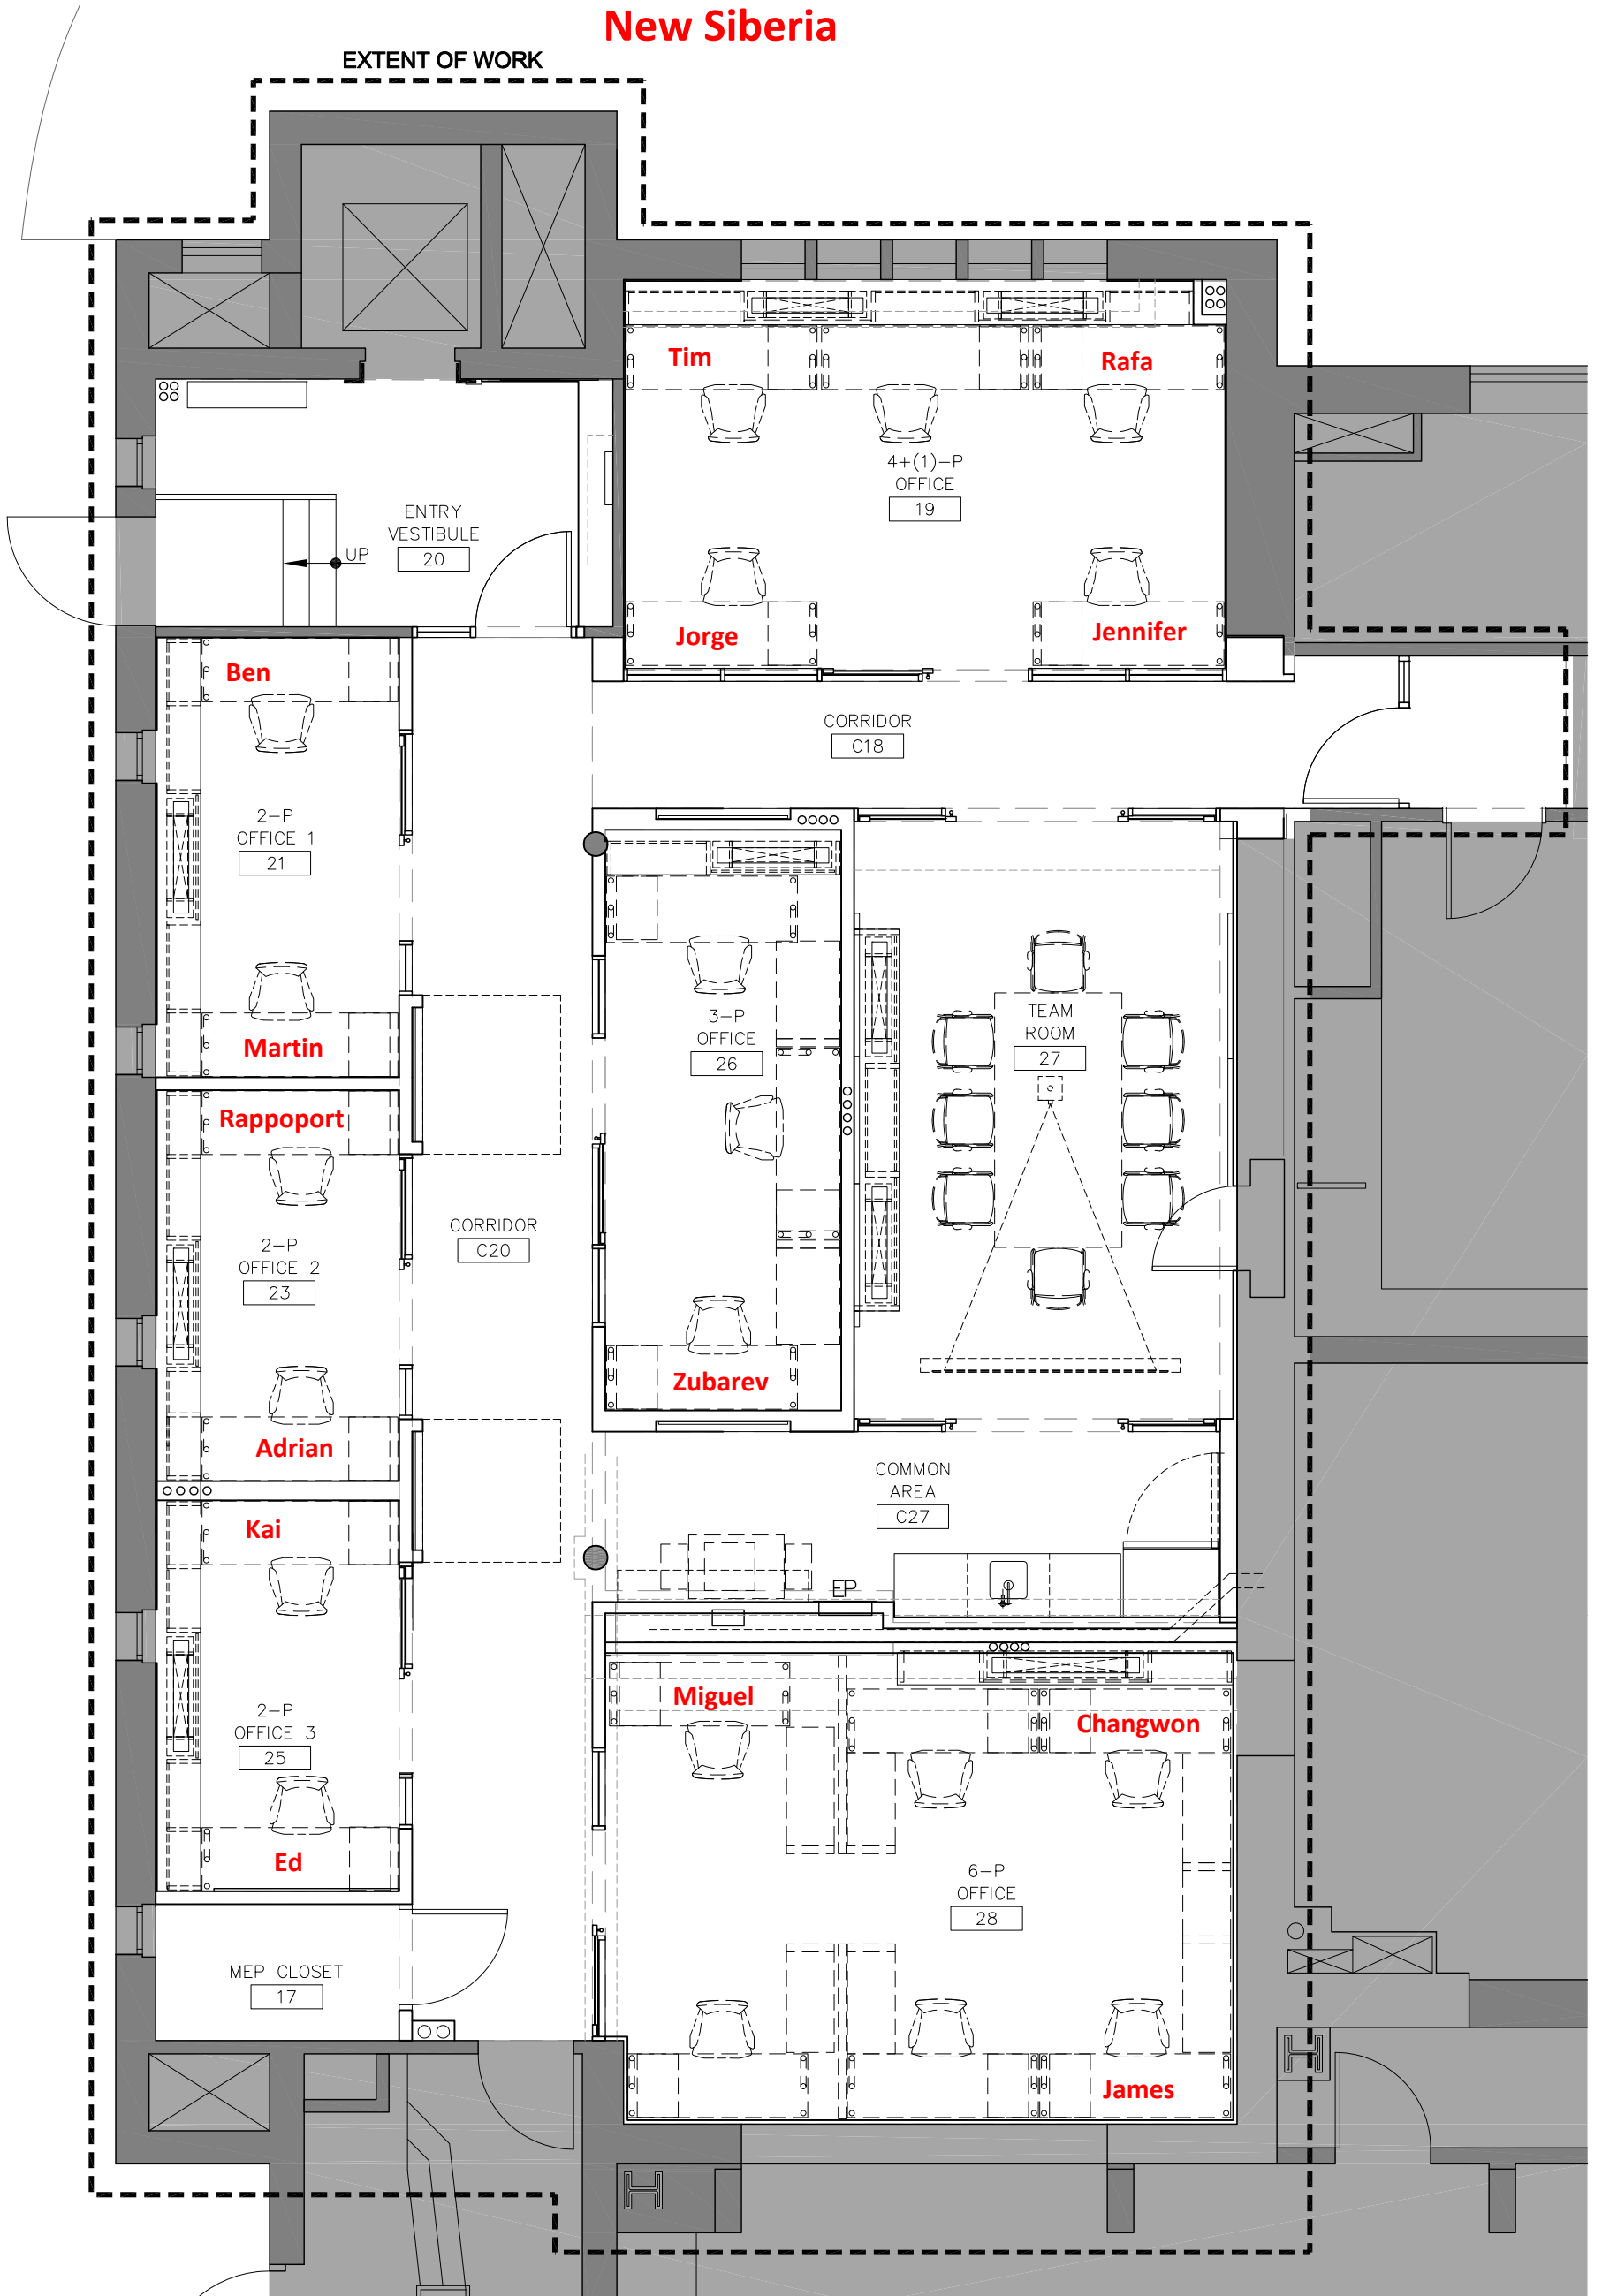 New Siberia
EXTENT OF WORK
Tim
Rafa
4+(1)-P
OFFICE
19
ENTRY
VESTIBULE
20
UP
Jorge
Jennifer
Ben
CORRIDOR
C18
2-P
OFFICE 1
21
Martin
3-P
OFFICE
26
TEAM
ROOM
27
Rappoport
CORRIDOR
C20
2-P
OFFICE 2
23
Zubarev
Adrian
COMMON
AREA
C27
Kai
EP
Miguel
Changwon
2-P
OFFICE 3
25
Ed
6-P
OFFICE
28
MEP CLOSET
17
James